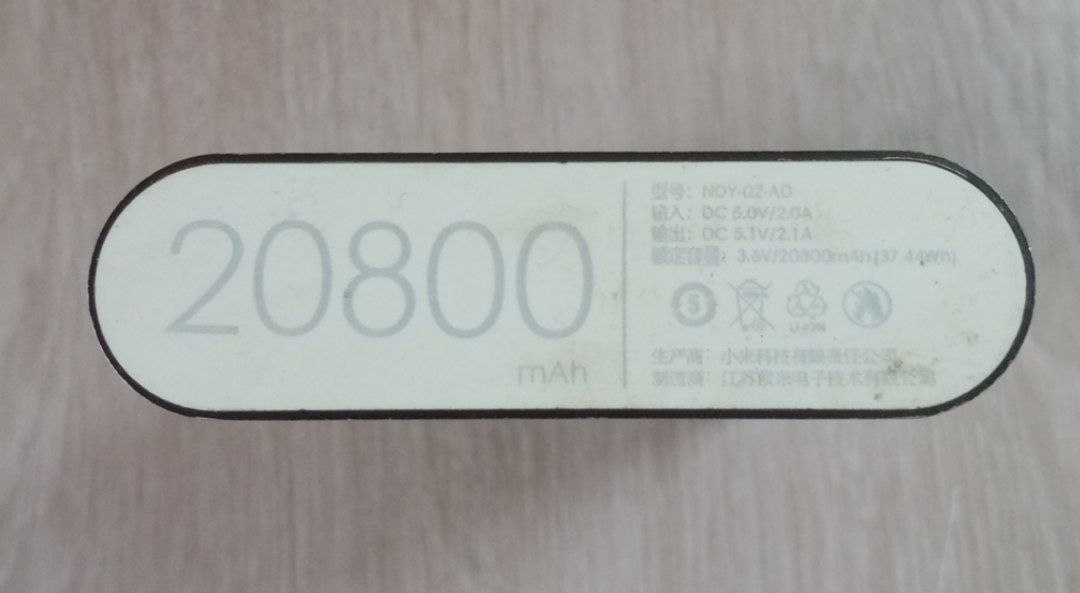 20800
mAh
型号：NDY-02-AD
输入：DC 5.0V/2.0A
输出：DC 5.1V/2.1A
额定容量：3.6V/20800mAh (37.44Wh)
5
LI-ION
生产商：小米科技有限责任公司
制造商：江苏紫米电子技术有限公司